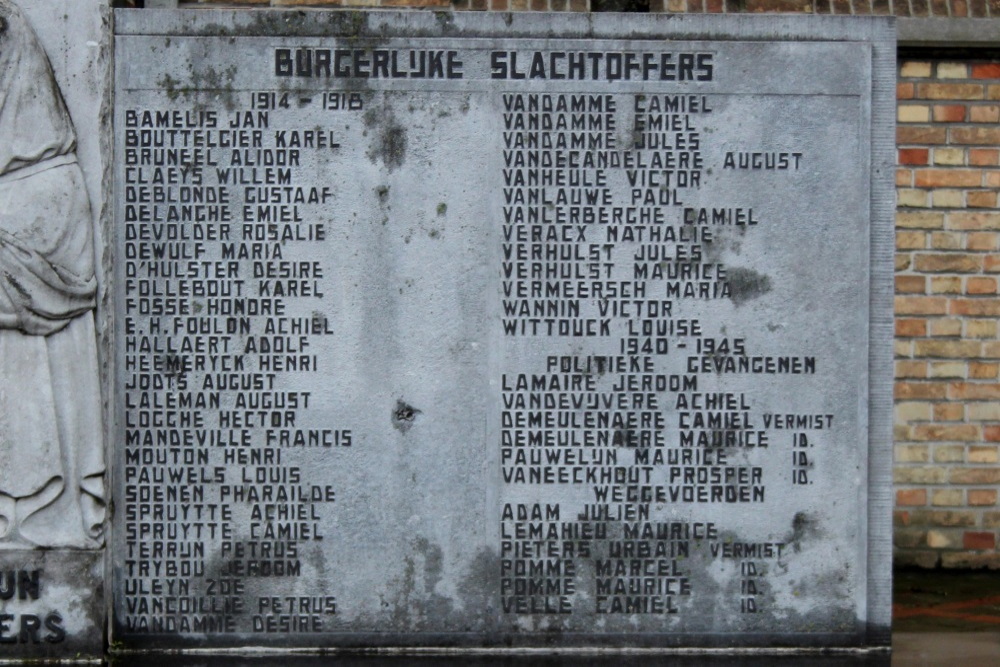 BURGERLIJKE SLACHTOFFERS
1914 - 1918
BAMELIS JAN
BOUTTELGIER KAREL
BRUNEEL ALIDOR
CLAEYS WILLEM
DEBLONDE GUSTAAF
DELANGHE EMIEL
DEVOLDER ROSALIE
DEWULF MARIA
D'HULSTER DESIRE
FOLLEBOUT KAREL
FOSSE HONORE
E.H. FOULON ACHIEL
HALLAERT ADOLF
HEEMERYCK HENRI
JOOTS AUGUST
LALEMAN AUGUST
LOGGHE HECTOR
MANDEVILLE FRANCIS
MOUTON HENRI
PAUWELS LOUIS
SOENEN PHARAILDE
SPRUYTTE ACHIEL
SPRUYTTE CAMIEL
TERRIJN PETRUS
TRYBOU JEROOM
ULEYN ZOE
VANCOILLIE PETRUS
VANDAMME DESIRE
VANDAMME CAMIEL
VANDAMME EMIEL
VANDAMME JULES
VANDECANDELAERE AUGUST
VANHEULE VICTOR
VANLAUWE PAUL
VANLERBERGHE CAMIEL
VERACX NATHALIE
VERHULST JULES
VERHULST MAURICE
VERMEERSCH MARIA
WANNIN VICTOR
WITTOUCK LOUISE
1940 - 1945
POLITIEKE GEVANGENEN
LAMAIRE JEROOM
VANDEVIJVERE ACHIEL
DEMEULENAERE CAMIEL VERMIST
DEMEULENAERE MAURICE ID.
PAUWELIJN MAURICE ID.
VANEECKHOUT PROSPER ID.
WEGGEVOERDEN
ADAM JULIEN
LEMAHIEU MAURICE
PIETERS URBAIN VERMIST
POMME MARCEL ID.
POMME MAURICE ID.
VELLE CAMIEL ID.
IJN
ERS